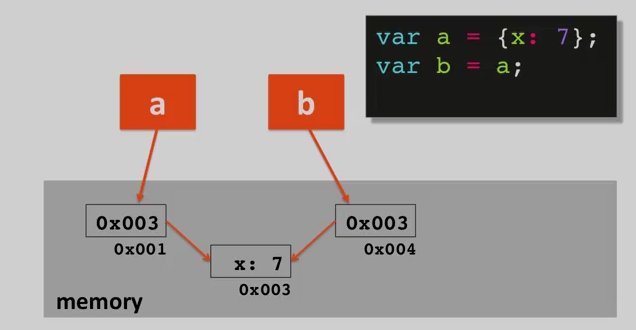 var a = {x: 7};
var b = a;
a
b
0x003
0x001
0x003
0x004
x: 7
0x003
memory